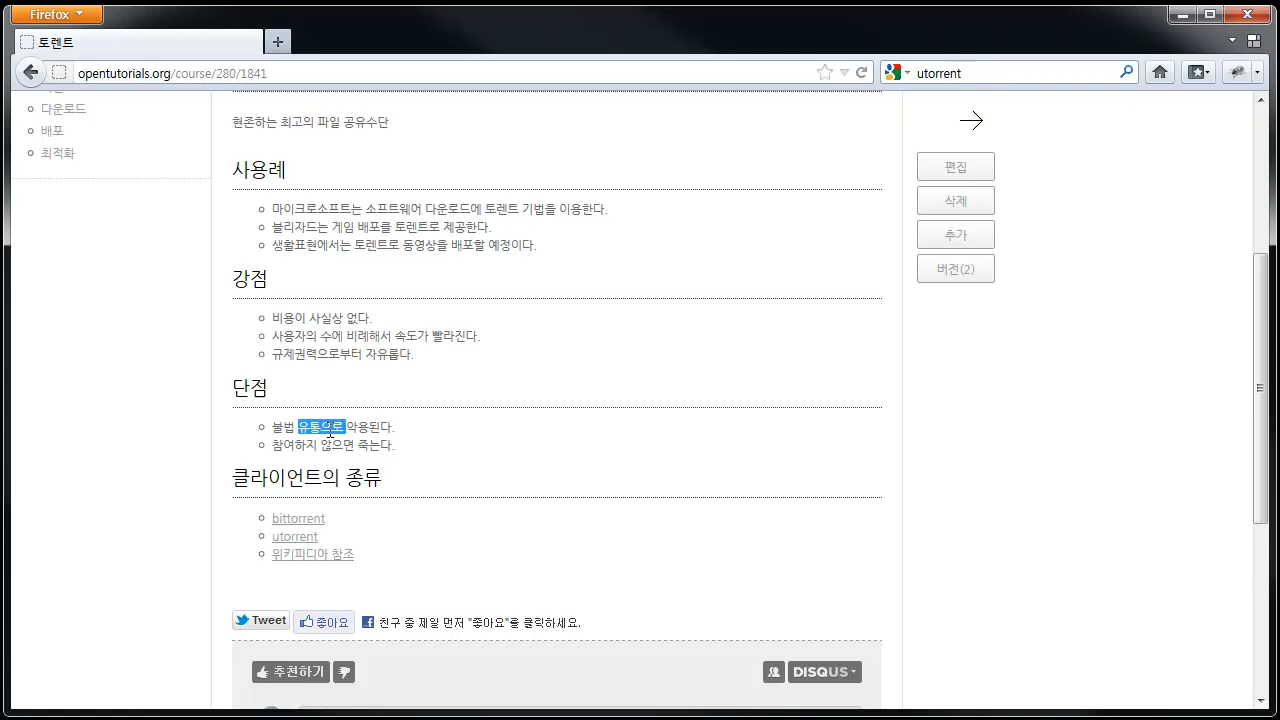 Firefox
토렌트
opentutorials.org/course/280/1841
utorrent
다운로드
배포
최적화
현존하는 최고의 파일 공유수단
편집
삭제
추가
버전(2)
사용례
마이크로소프트는 소프트웨어 다운로드에 토렌트 기법을 이용한다.
블리자드는 게임 배포를 토렌트로 제공한다.
생활표현에서는 토렌트로 동영상을 배포할 예정이다.
강점
비용이 사실상 없다.
사용자의 수에 비례해서 속도가 빨라진다.
규제권력으로부터 자유롭다.
단점
불법 유통으로 악용된다.
참여하지 않으면 죽는다.
클라이언트의 종류
bittorrent
utorrent
위키피디아 참조
Tweet 좋아요 친구 중 제일 먼저 "좋아요"을 클릭하세요.
추천하기 DISQUS